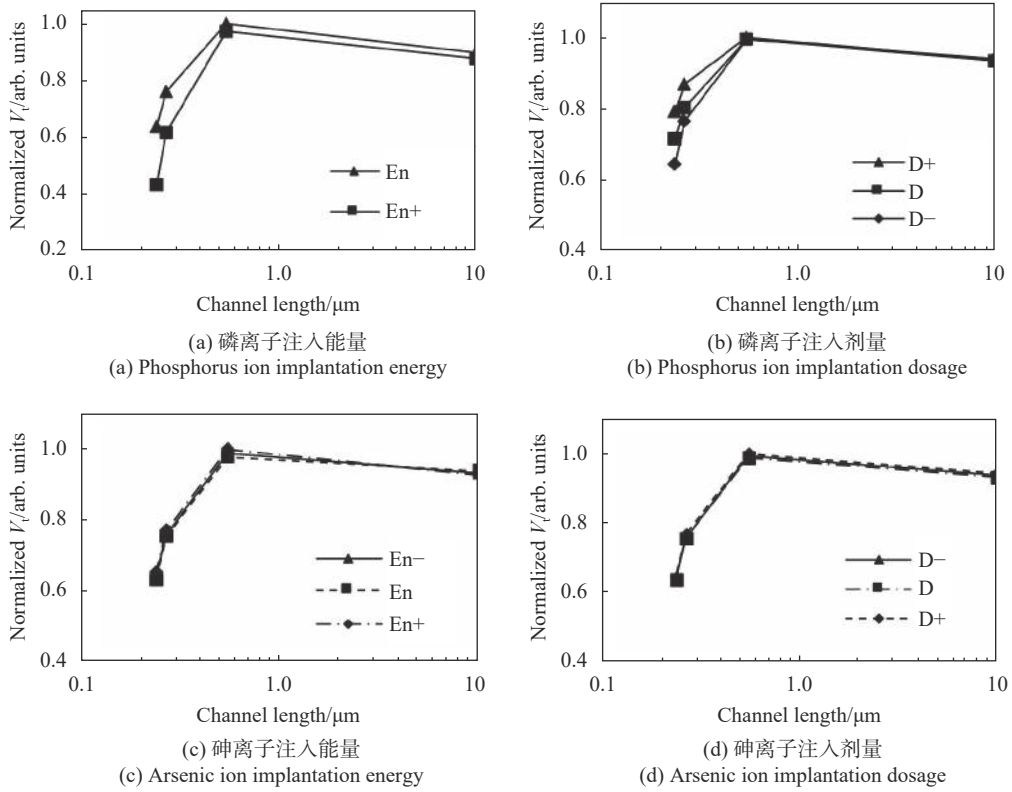 Normalized Vt/arb. units
1.0
0.8
0.6
0.4
0.2
En
En+
0.1
1.0
10
Channel length/μm
(a) 磷离子注入能量
(a) Phosphorus ion implantation energy
Normalized Vt/arb. units
1.0
0.8
0.6
0.4
D+
D
D−
0.1
1.0
10
Channel length/μm
(b) 磷离子注入剂量
(b) Phosphorus ion implantation dosage
Normalized Vt/arb. units
1.0
0.8
0.6
0.4
En−
En
En+
0.1
1.0
10
Channel length/μm
(c) 砷离子注入能量
(c) Arsenic ion implantation energy
Normalized Vt/arb. units
1.0
0.8
0.6
0.4
D−
D
D+
0.1
1.0
10
Channel length/μm
(d) 砷离子注入剂量
(d) Arsenic ion implantation dosage